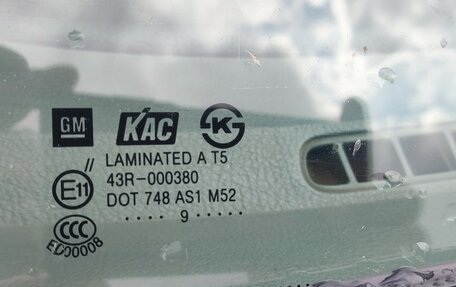 GM KAC K
// LAMINATED A T5
E11 43R-000380
DOT 748 AS1 M52
CCC .... 9 .....
E000008